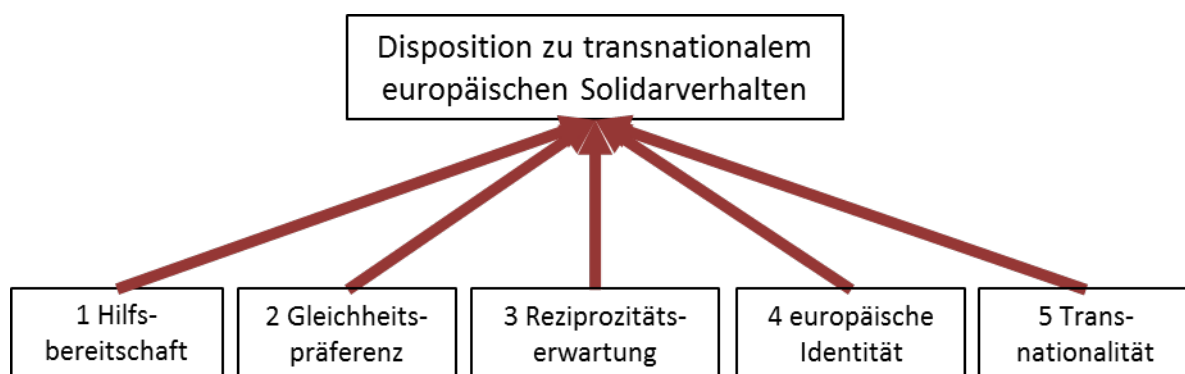 Disposition zu transnationalem
europäischen Solidarverhalten
1 Hilfs-
bereitschaft
2 Gleichheits-
präferenz
3 Reziprozitäts-
erwartung
4 europäische
Identität
5 Trans-
nationalität